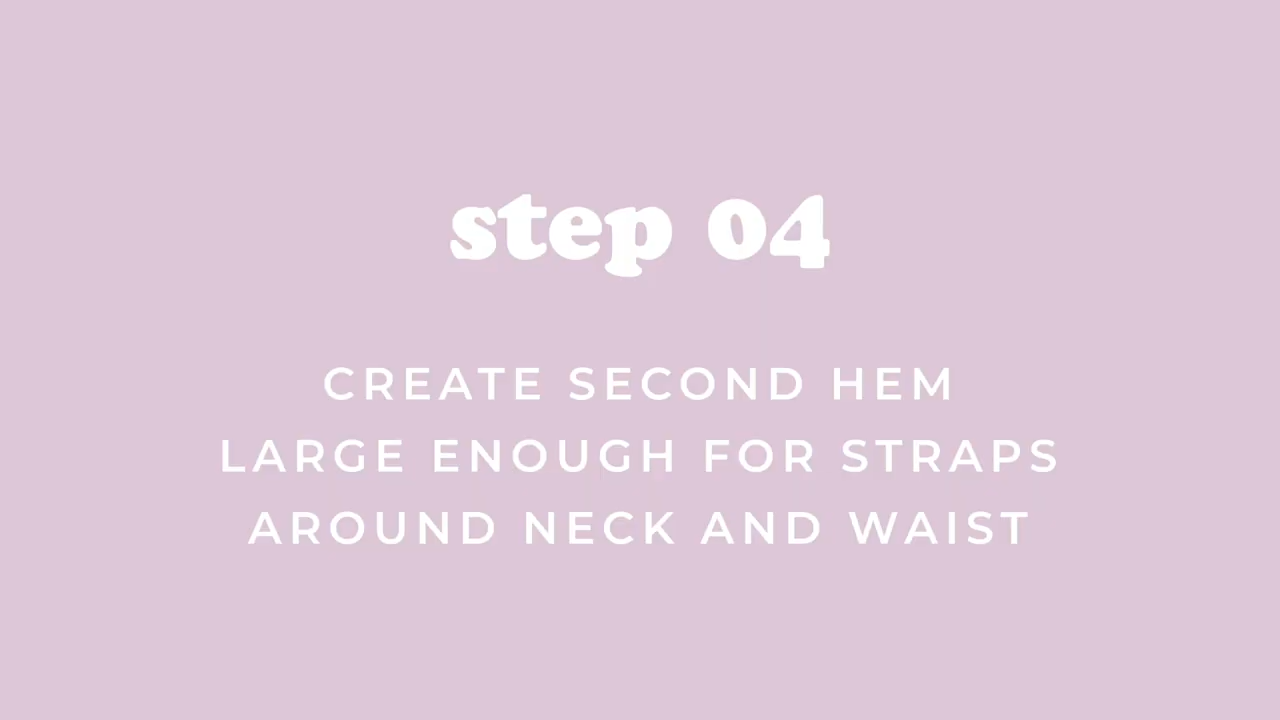 step 04
CREATE SECOND HEM
LARGE ENOUGH FOR STRAPS
AROUND NECK AND WAIST